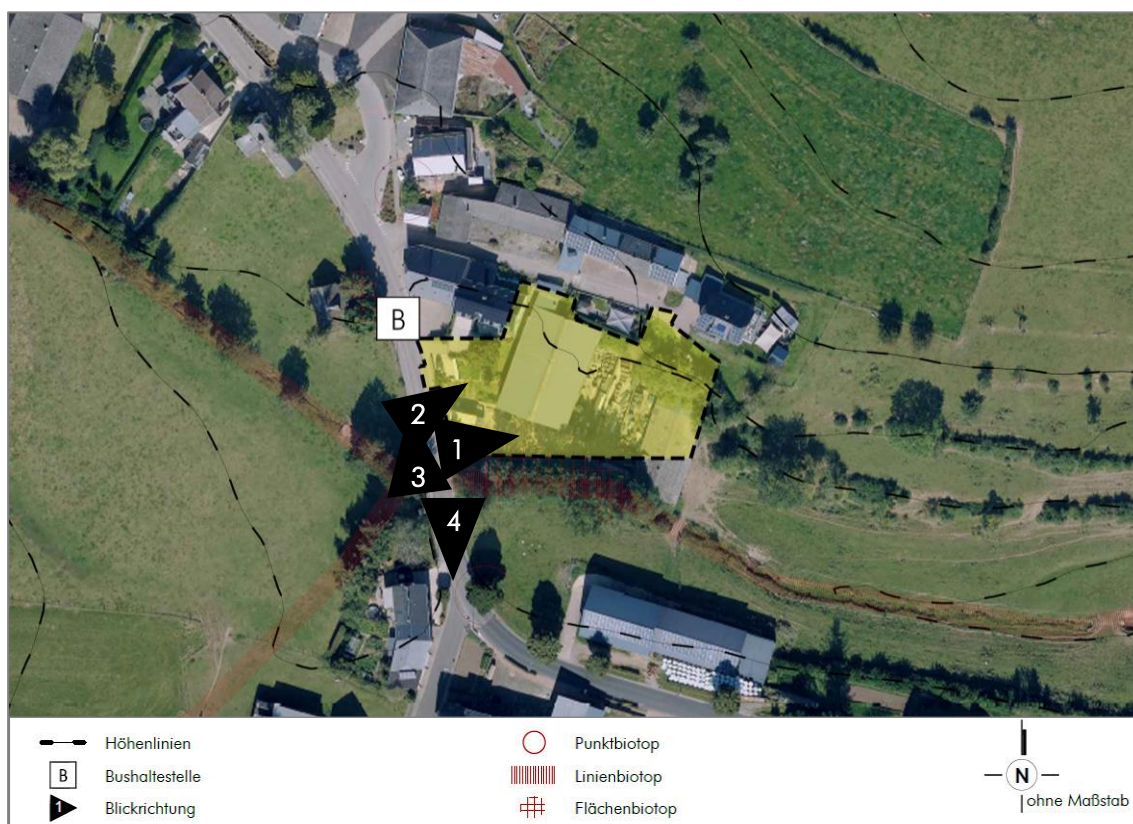 B
2
1
3
4
Höhenlinien
B Bushaltestelle
1 Blickrichtung
Punktbiotop
Linienbiotop
Flächenbiotop
N
ohne Maßstab